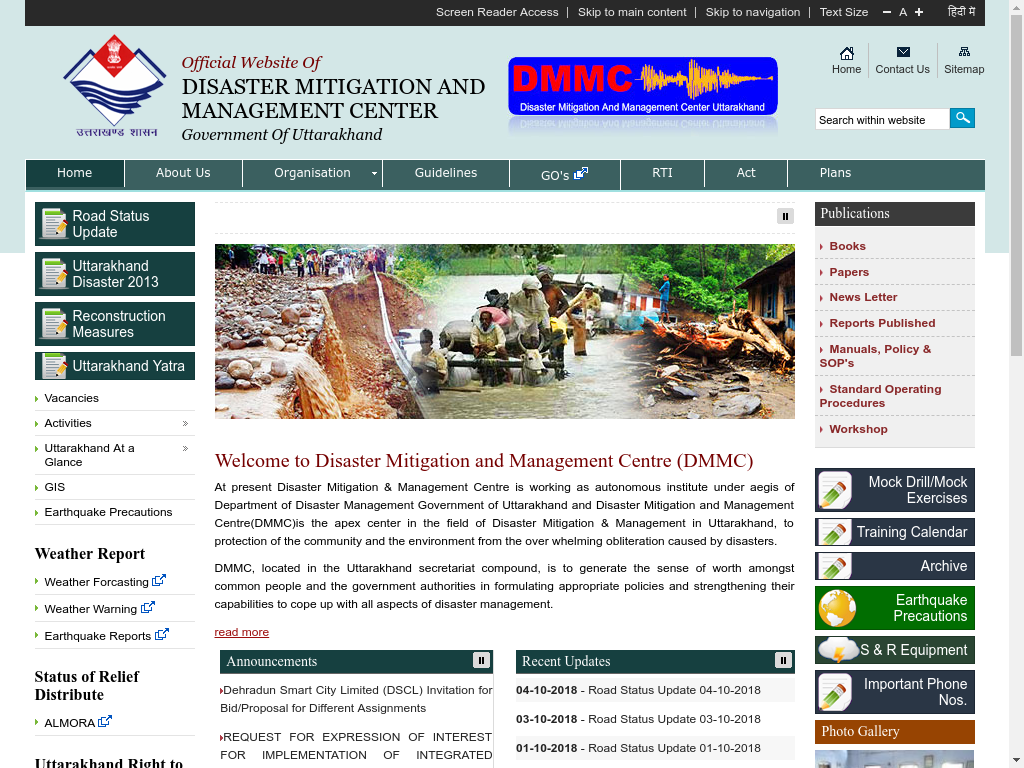 Screen Reader Access | Skip to main content | Skip to navigation | Text Size − A + हिंदी में
Official Website Of
DISASTER MITIGATION AND
MANAGEMENT CENTER
Government Of Uttarakhand
उत्तराखण्ड शासन
DMMC
Disaster Mitigation And Management Center Uttarakhand
Home
Contact Us
Sitemap
Search within website
Home
About Us
Organisation
Guidelines
GO's
RTI
Act
Plans
Road Status
Update
Uttarakhand
Disaster 2013
Reconstruction
Measures
Uttarakhand Yatra
Vacancies
Activities
Uttarakhand At a
Glance
GIS
Earthquake Precautions
Weather Report
Weather Forcasting
Weather Warning
Earthquake Reports
Status of Relief
Distribute
ALMORA
Uttarakhand Right to
Welcome to Disaster Mitigation and Management Centre (DMMC)
At present Disaster Mitigation & Management Centre is working as autonomous institute under aegis of
Department of Disaster Management Government of Uttarakhand and Disaster Mitigation and Management
Centre(DMMC)is the apex center in the field of Disaster Mitigation & Management in Uttarakhand, to
protection of the community and the environment from the over whelming obliteration caused by disasters.
DMMC, located in the Uttarakhand secretariat compound, is to generate the sense of worth amongst
common people and the government authorities in formulating appropriate policies and strengthening their
capabilities to cope up with all aspects of disaster management.
read more
Announcements
Dehradun Smart City Limited (DSCL) Invitation for
Bid/Proposal for Different Assignments
REQUEST FOR EXPRESSION OF INTEREST
FOR IMPLEMENTATION OF INTEGRATED
Recent Updates
04-10-2018 - Road Status Update 04-10-2018
03-10-2018 - Road Status Update 03-10-2018
01-10-2018 - Road Status Update 01-10-2018
Publications
Books
Papers
News Letter
Reports Published
Manuals, Policy &
SOP's
Standard Operating
Procedures
Workshop
Mock Drill/Mock
Exercises
Training Calendar
Archive
Earthquake
Precautions
S & R Equipment
Important Phone
Nos.
Photo Gallery